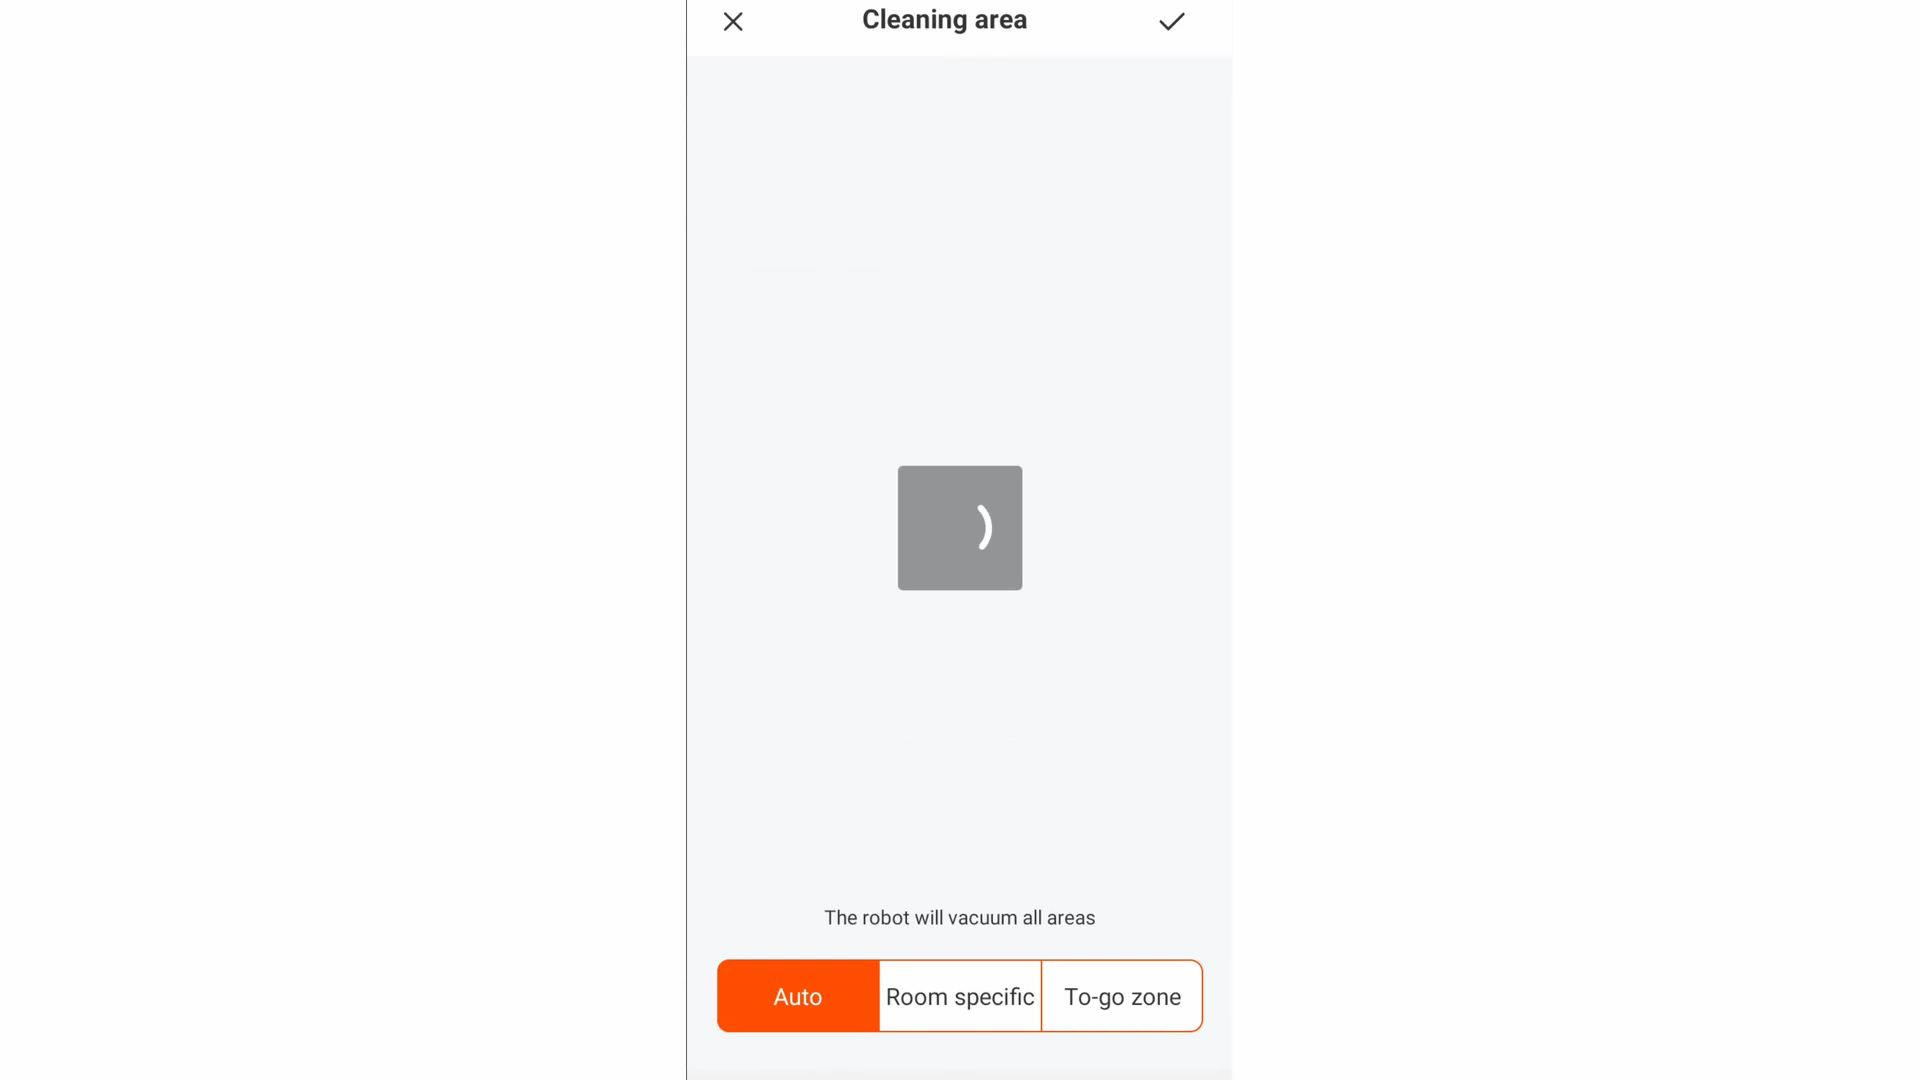 Cleaning area
The robot will vacuum all areas
Auto
Room specific
To-go zone